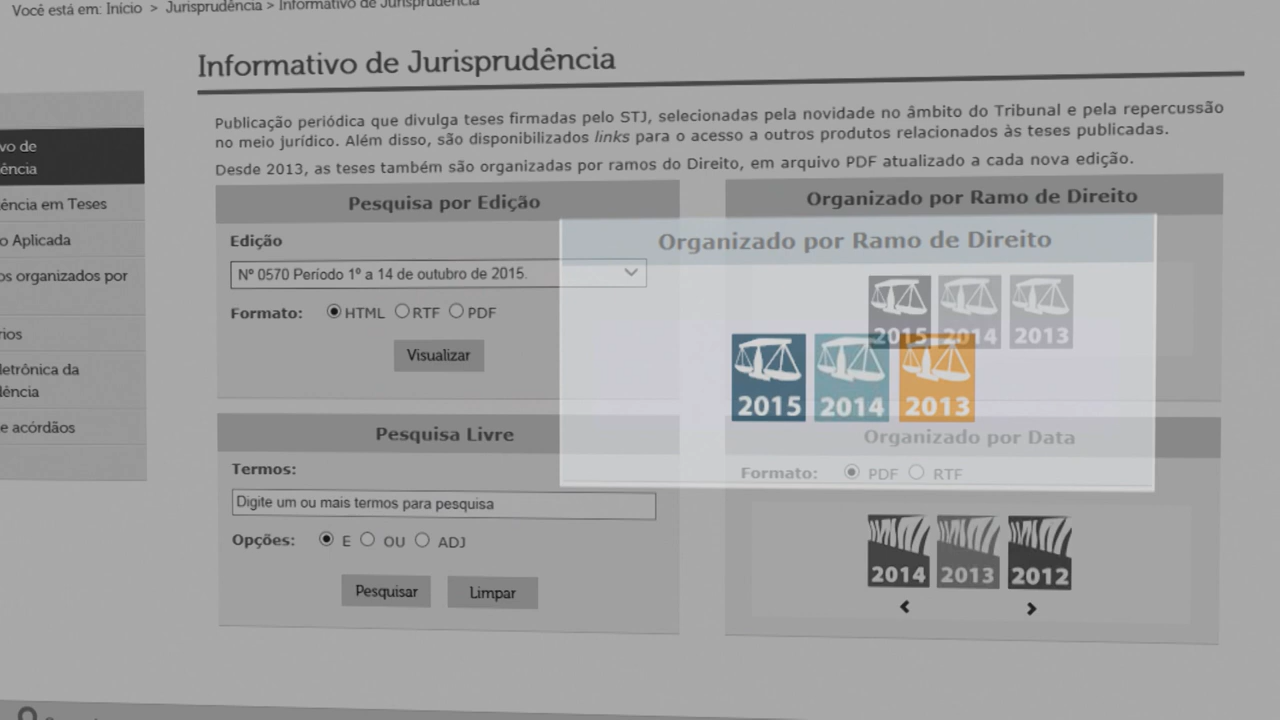 Você está em: Início > Jurisprudência > Informativo de Jurisprudência
Informativo de Jurisprudência
Publicação periódica que divulga teses firmadas pelo STJ, selecionadas pela novidade no âmbito do Tribunal e pela repercussão
no meio jurídico. Além disso, são disponibilizados links para o acesso a outros produtos relacionados às teses publicadas.
Desde 2013, as teses também são organizadas por ramos do Direito, em arquivo PDF atualizado a cada nova edição.
vo de
ência
ência em Teses
o Aplicada
os organizados por
rios
letrônica da
lência
e acórdãos
Pesquisa por Edição
Edição
Nº 0570 Período 1º a 14 de outubro de 2015.
Formato: HTML RTF PDF
Visualizar
Organizado por Ramo de Direito
Organizado por Ramo de Direito
2015 2014 2013
2015 2014 2013
Pesquisa Livre
Termos:
Digite um ou mais termos para pesquisa
Opções: E OU ADJ
Pesquisar Limpar
Organizado por Data
Formato: PDF RTF
2014 2013 2012